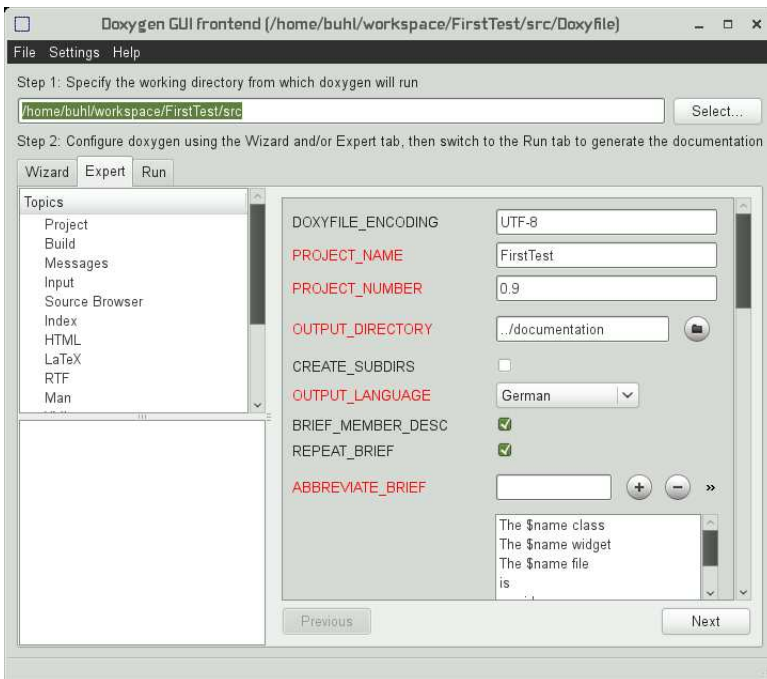 Doxygen GUI frontend (/home/buhl/workspace/FirstTest/src/Doxyfile)
File Settings Help
Step 1: Specify the working directory from which doxygen will run
/home/buhl/workspace/FirstTest/src
Select...
Step 2: Configure doxygen using the Wizard and/or Expert tab, then switch to the Run tab to generate the documentation
Wizard Expert Run
Topics
Project
Build
Messages
Input
Source Browser
Index
HTML
LaTeX
RTF
Man
DOXYFILE_ENCODING UTF-8
PROJECT_NAME FirstTest
PROJECT_NUMBER 0.9
OUTPUT_DIRECTORY ../documentation
CREATE_SUBDIRS
OUTPUT_LANGUAGE German
BRIEF_MEMBER_DESC
REPEAT_BRIEF
ABBREVIATE_BRIEF
The $name class
The $name widget
The $name file
is
Previous Next